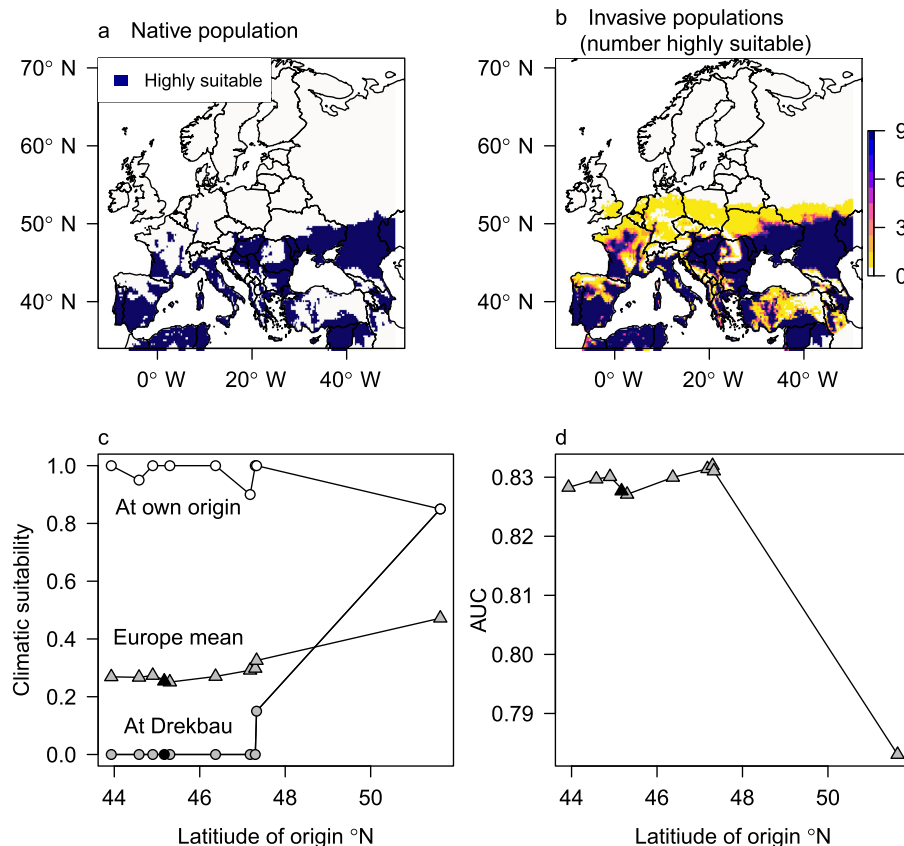 a Native population
b Invasive populations
(number highly suitable)
Highly suitable
70° N
60° N
50° N
40° N
0° W
20° W
40° W
70° N
60° N
50° N
40° N
0° W
20° W
40° W
9
6
3
0
c
Climatic suitability
1.0
0.8
0.6
0.4
0.2
0.0
At own origin
Europe mean
At Drekbau
44
46
48
50
Latitiude of origin °N
d
AUC
0.83
0.82
0.81
0.80
0.79
44
46
48
50
Latitiude of origin °N